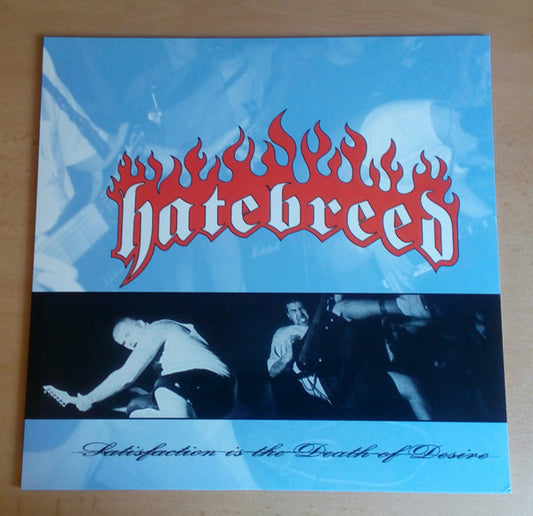 hatebreed
Satisfaction is the Death of Desire